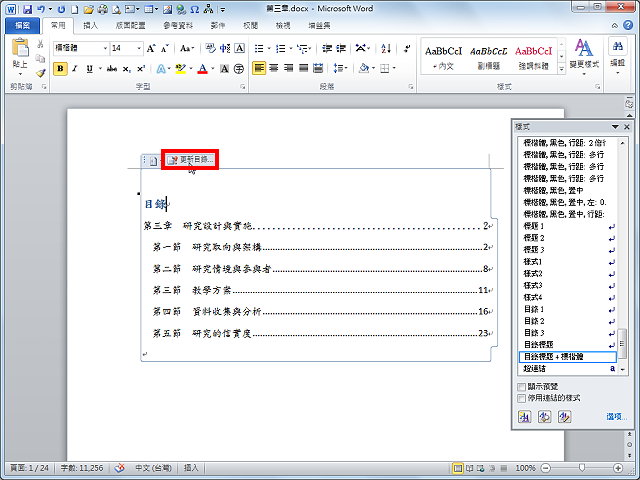 第三章.docx - Microsoft Word
檔案 常用 插入 版面配置 參考資料 郵件 校閱 檢視 增益集
標楷體 14
貼上
B I U abc
AaBbCcI AaBbCcI AaBbCcI
內文 副標題 強調斜體
變更樣式
編輯
剪貼簿 字型 段落 樣式
更新目錄...
目錄
第三章 研究設計與實施 2
第一節 研究取向與架構 2
第二節 研究情境與參與者 8
第三節 教學方案 11
第四節 資料收集與分析 16
第五節 研究的信實度 23
樣式
標楷體, 黑色, 行距: 2 倍行
標楷體, 黑色, 行距: 多行
標楷體, 黑色, 行距: 多行
標楷體, 黑色, 行距: 多行
標楷體, 黑色, 置中
標楷體, 黑色, 置中, 左: 0.
標楷體, 黑色, 置中, 行距:
標題 1
標題 2
標題 3
樣式1
樣式2
樣式3
樣式4
目錄 1
目錄 2
目錄 3
目錄標題
目錄標題 + 標楷體
超連結 a
顯示預覽
停用連結的樣式
選項...
頁面: 1 / 24 字數: 11,256 中文 (台灣) 插入 100%